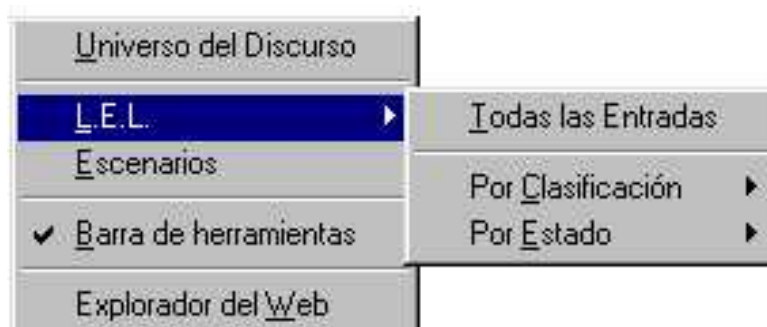 Universo del Discurso
L.E.L.
Escenarios
Barra de herramientas
Explorador del Web
Todas las Entradas
Por Clasificación
Por Estado